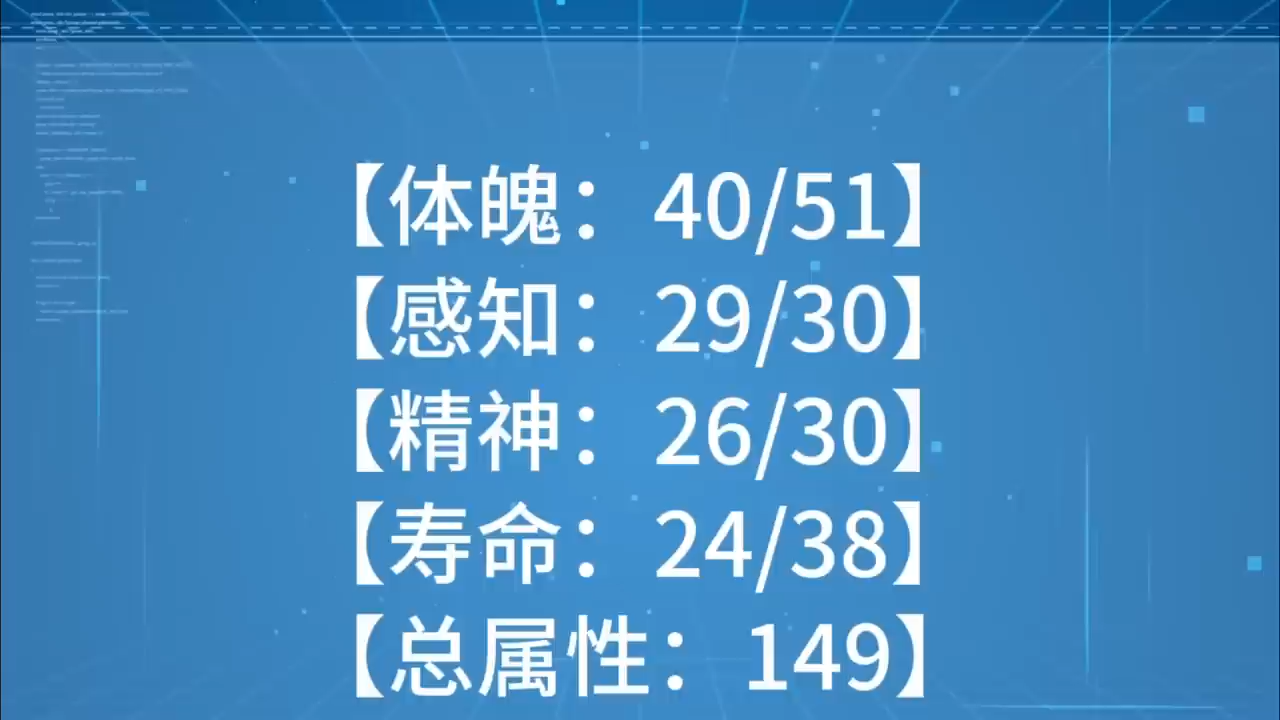 【体魄：40/51】
【感知：29/30】
【精神：26/30】
【寿命：24/38】
【总属性：149】